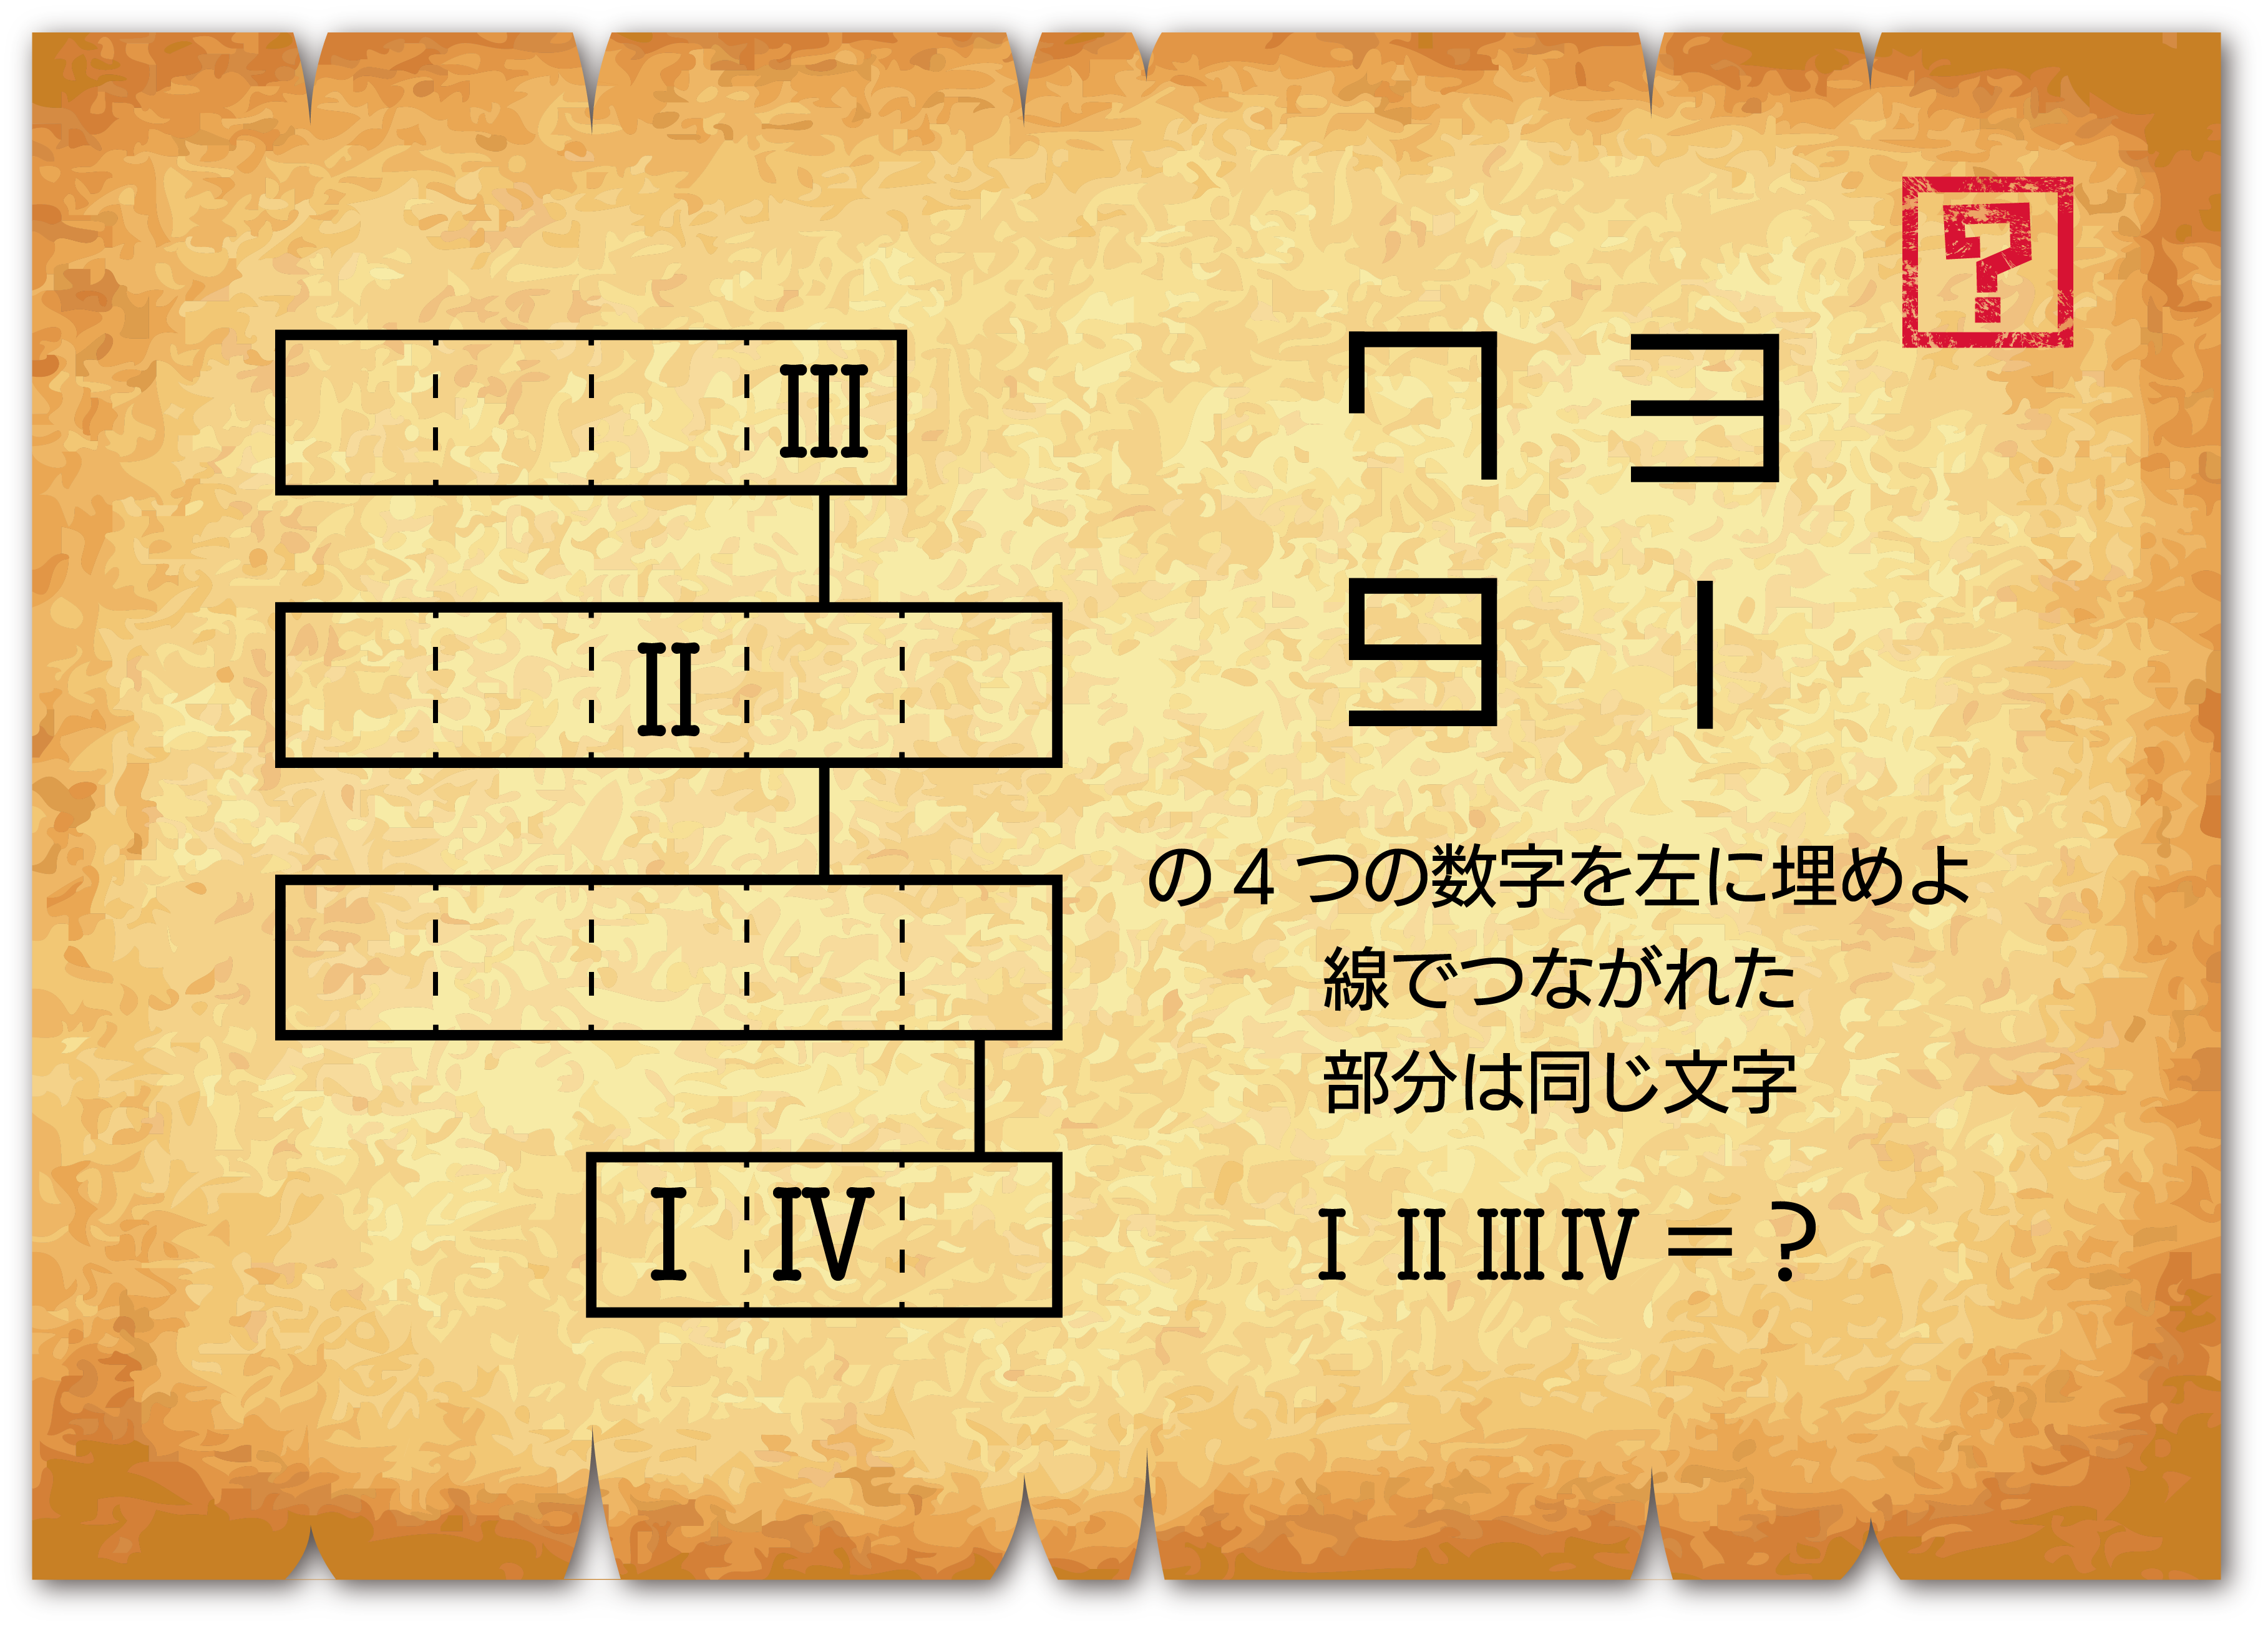 III
II
I IV
7 3
9 1
?
の4つの数字を左に埋めよ
線でつながれた
部分は同じ文字
I II III IV = ?